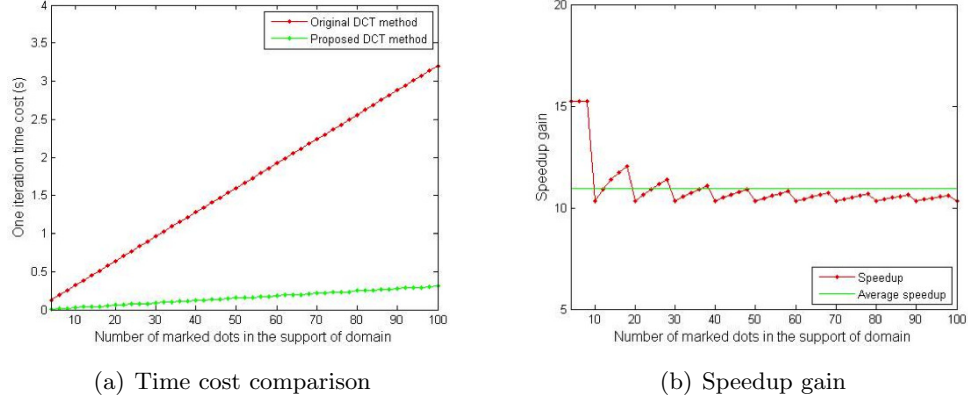 4
3.5
3
2.5
2
1.5
1
0.5
0
One iteration time cost (s)
Original DCT method
Proposed DCT method
10 20 30 40 50 60 70 80 90 100
Number of marked dots in the support of domain
(a) Time cost comparison
20
15
10
5
Speedup gain
Speedup
Average speedup
10 20 30 40 50 60 70 80 90 100
Number of marked dots in the support of domain
(b) Speedup gain